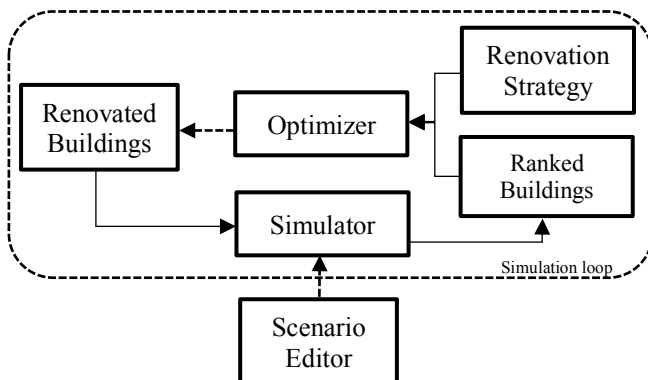 Renovation
Strategy
Renovated
Buildings
Optimizer
Ranked
Buildings
Simulator
Simulation loop
Scenario
Editor